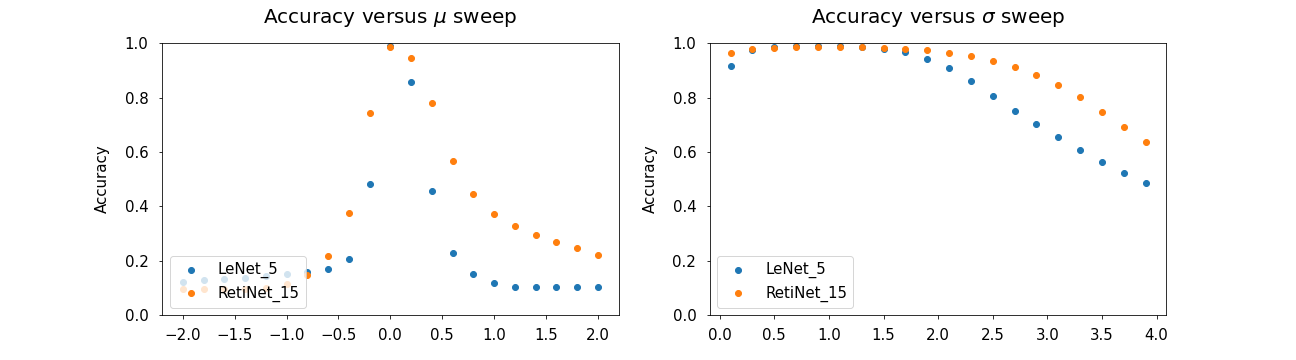 Accuracy versus μ sweep
Accuracy
1.0
0.8
0.6
0.4
0.2
0.0
LeNet_5
RetiNet_15
−2.0 −1.5 −1.0 −0.5 0.0 0.5 1.0 1.5 2.0
Accuracy versus σ sweep
Accuracy
1.0
0.8
0.6
0.4
0.2
0.0
LeNet_5
RetiNet_15
0.0 0.5 1.0 1.5 2.0 2.5 3.0 3.5 4.0